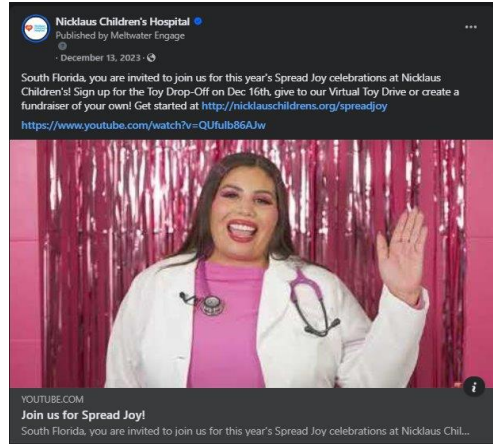 Nicklaus Children's Hospital
Published by Meltwater Engage
· December 13, 2023 ·
South Florida, you are invited to join us for this year's Spread Joy celebrations at Nicklaus
Children's! Sign up for the Toy Drop-Off on Dec 16th, give to our Virtual Toy Drive or create a
fundraiser of your own! Get started at http://nicklauschildrens.org/spreadjoy
https://www.youtube.com/watch?v=QUfulb86AJw
YOUTUBE.COM
Join us for Spread Joy!
South Florida, you are invited to join us for this year's Spread Joy celebrations at Nicklaus Chil...